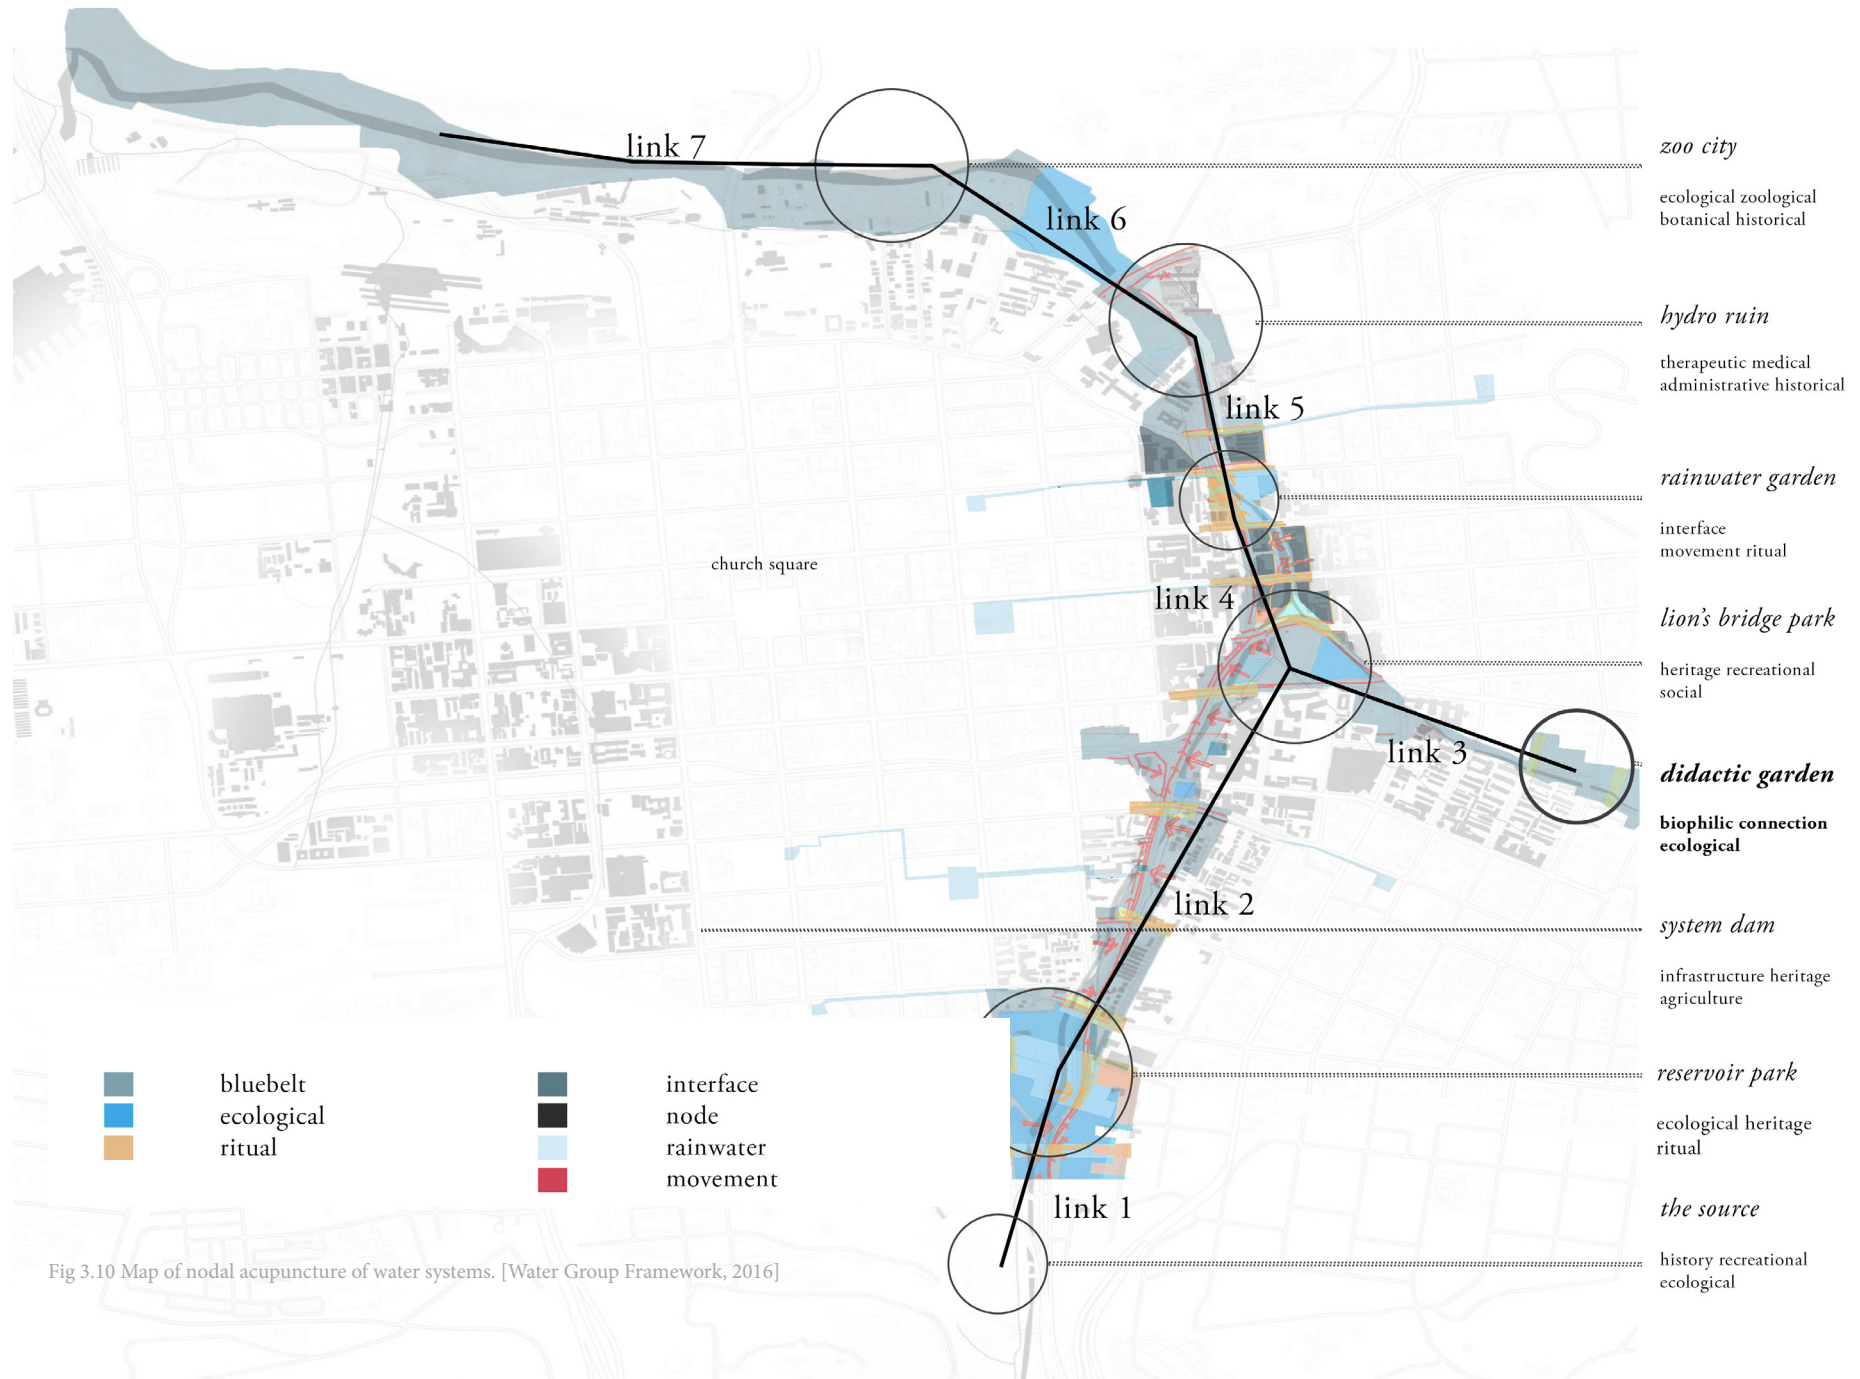 link 7
zoo city
ecological zoological
botanical historical
link 6
hydro ruin
therapeutic medical
administrative historical
link 5
rainwater garden
interface
movement ritual
church square
link 4
lion's bridge park
heritage recreational
social
link 3
didactic garden
biophilic connection
ecological
link 2
system dam
infrastructure heritage
agriculture
reservoir park
ecological heritage
ritual
link 1
the source
history recreational
ecological
bluebelt
ecological
ritual
interface
node
rainwater
movement
Fig 3.10 Map of nodal acupuncture of water systems. [Water Group Framework, 2016]